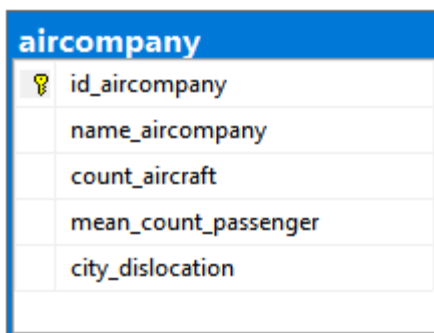 aircompany
id_aircompany
name_aircompany
count_aircraft
mean_count_passenger
city_dislocation